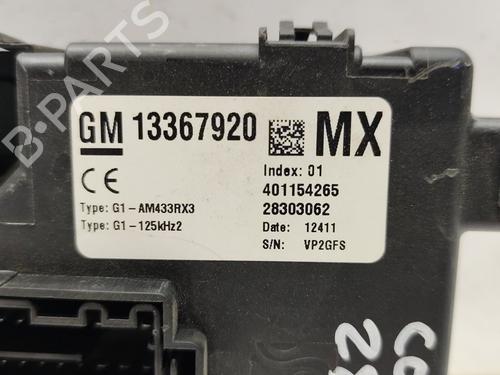 B-PARTS
GM 13367920 MX
Index: 01
CE 401154265
Type: G1-AM433RX3 28303062
Type: G1-125kHz2 Date: 12411
S/N: VP2GFS